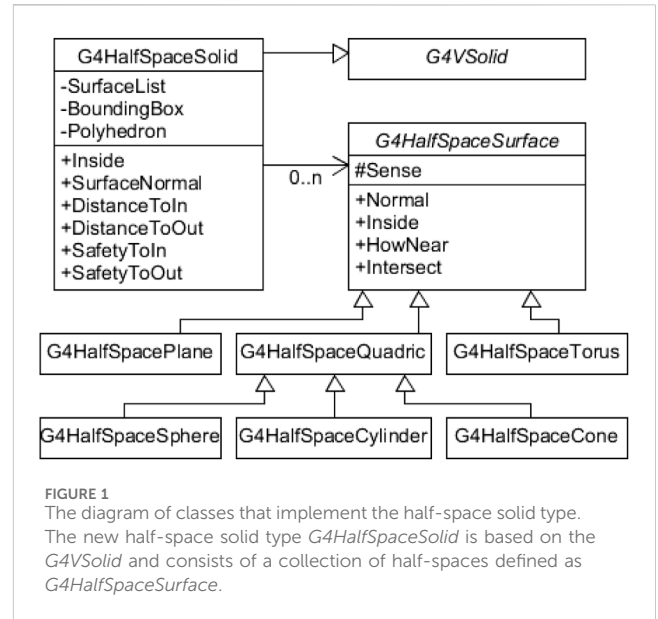 G4HalfSpaceSolid
-SurfaceList
-BoundingBox
-Polyhedron
+Inside
+SurfaceNormal
+DistanceToIn
+DistanceToOut
+SafetyToIn
+SafetyToOut
G4VSolid
0..n
G4HalfSpaceSurface
#Sense
+Normal
+Inside
+HowNear
+Intersect
G4HalfSpacePlane
G4HalfSpaceQuadric
G4HalfSpaceTorus
G4HalfSpaceSphere
G4HalfSpaceCylinder
G4HalfSpaceCone
FIGURE 1
The diagram of classes that implement the half-space solid type.
The new half-space solid type G4HalfSpaceSolid is based on the
G4VSolid and consists of a collection of half-spaces defined as
G4HalfSpaceSurface.